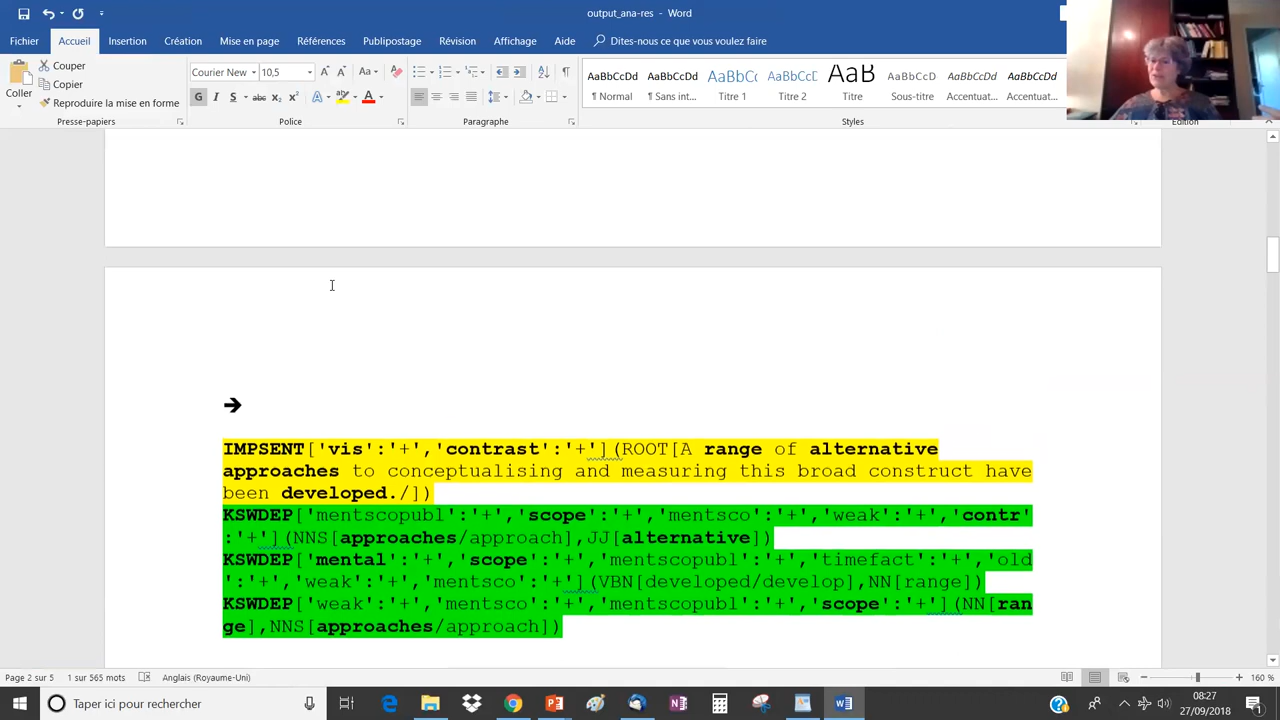 output_ana-res - Word
Fichier Accueil Insertion Création Mise en page Références Publipostage Révision Affichage Aide Dites-nous ce que vous voulez faire
Coller
Couper
Copier
Reproduire la mise en forme
Presse-papiers
Courier New 10,5
G I S abc x₂ x²
Police
Paragraphe
AaBbCcDd AaBbCcDd AaBbC AaBbCcC AaB AaBbCcD AaBbCcDd AaBbCcDd
¶ Normal ¶ Sans int... Titre 1 Titre 2 Titre Sous-titre Accentuat... Accentuat...
Styles
Edition
➔
IMPSENT['vis':'+','contrast':'+'](ROOT[A range of alternative
approaches to conceptualising and measuring this broad construct have
been developed./])
KSWDEP['mentscopubl':'+','scope':'+','mentsco':'+','weak':'+','contr'
:'+'](NNS[approaches/approach],JJ[alternative])
KSWDEP['mental':'+','scope':'+','mentscopubl':'+','timefact':'+','old
':'+','weak':'+','mentsco':'+'](VBN[developed/develop],NN[range])
KSWDEP['weak':'+','mentsco':'+','mentscopubl':'+','scope':'+'](NN[ran
ge],NNS[approaches/approach])
Page 2 sur 5 1 sur 565 mots Anglais (Royaume-Uni) 160 %
Taper ici pour rechercher
08:27
27/09/2018